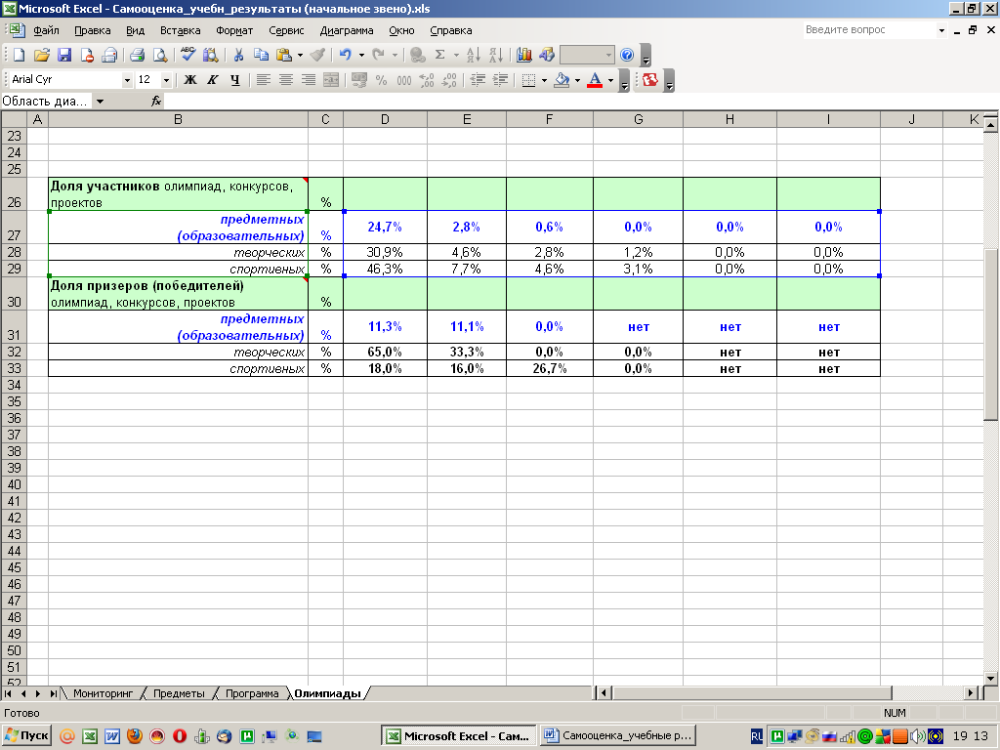 Microsoft Excel - Самооценка_учебн_результаты (начальное звено).xls
Файл Правка Вид Вставка Формат Сервис Диаграмма Окно Справка Введите вопрос
Arial Cyr 12 Ж К Ч % 000
Область диа... fx
A B C D E F G H I J K
23
24
25
Доля участников олимпиад, конкурсов,
26 проектов %
предметных
27 (образовательных) % 24,7% 2,8% 0,6% 0,0% 0,0% 0,0%
28 творческих % 30,9% 4,6% 2,8% 1,2% 0,0% 0,0%
29 спортивных % 46,3% 7,7% 4,6% 3,1% 0,0% 0,0%
Доля призеров (победителей)
30 олимпиад, конкурсов, проектов %
предметных
31 (образовательных) % 11,3% 11,1% 0,0% нет нет нет
32 творческих % 65,0% 33,3% 0,0% 0,0% нет нет
33 спортивных % 18,0% 16,0% 26,7% 0,0% нет нет
34
35
36
37
38
39
40
41
42
43
44
45
46
47
48
49
50
51
52
Мониторинг Предметы Программа Олимпиады
Готово NUM
Пуск Microsoft Excel - Сам... Самооценка_учебные р... RL 19 13